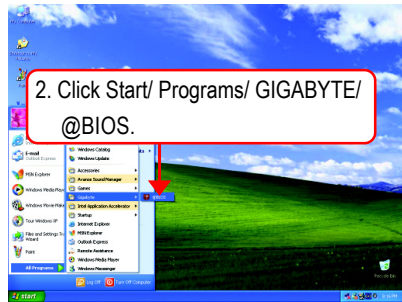 2. Click Start/ Programs/ GIGABYTE/
@BIOS.
E-mail
Outlook Express
MSN Explorer
Windows Media Player
Windows Movie Maker
Tour Windows XP
Files and Settings
Wizard
Paint
All Programs
Windows Catalog
Windows Update
Accessories
Avance Sound Manager
Games
Gigabyte
Intel Application Accelerator
Startup
Internet Explorer
MSN Explorer
Outlook Express
Remote Assistance
Windows Media Player
Windows Messenger
@BIOS
Log Off
Turn Off Computer
Recycle Bin
start